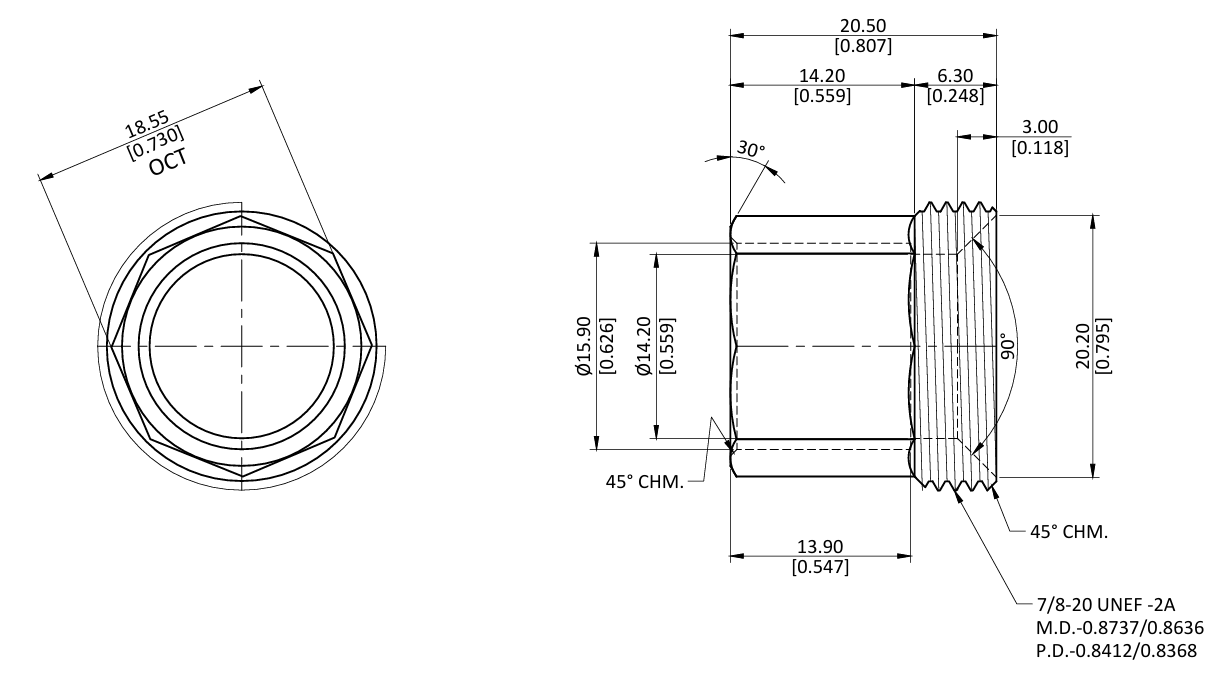 20.50
[0.807]
14.20
[0.559]
6.30
[0.248]
3.00
[0.118]
18.55
[0.730]
OCT
30°
Ø15.90
[0.626]
Ø14.20
[0.559]
90°
20.20
[0.795]
45° CHM.
45° CHM.
13.90
[0.547]
7/8-20 UNEF -2A
M.D.-0.8737/0.8636
P.D.-0.8412/0.8368